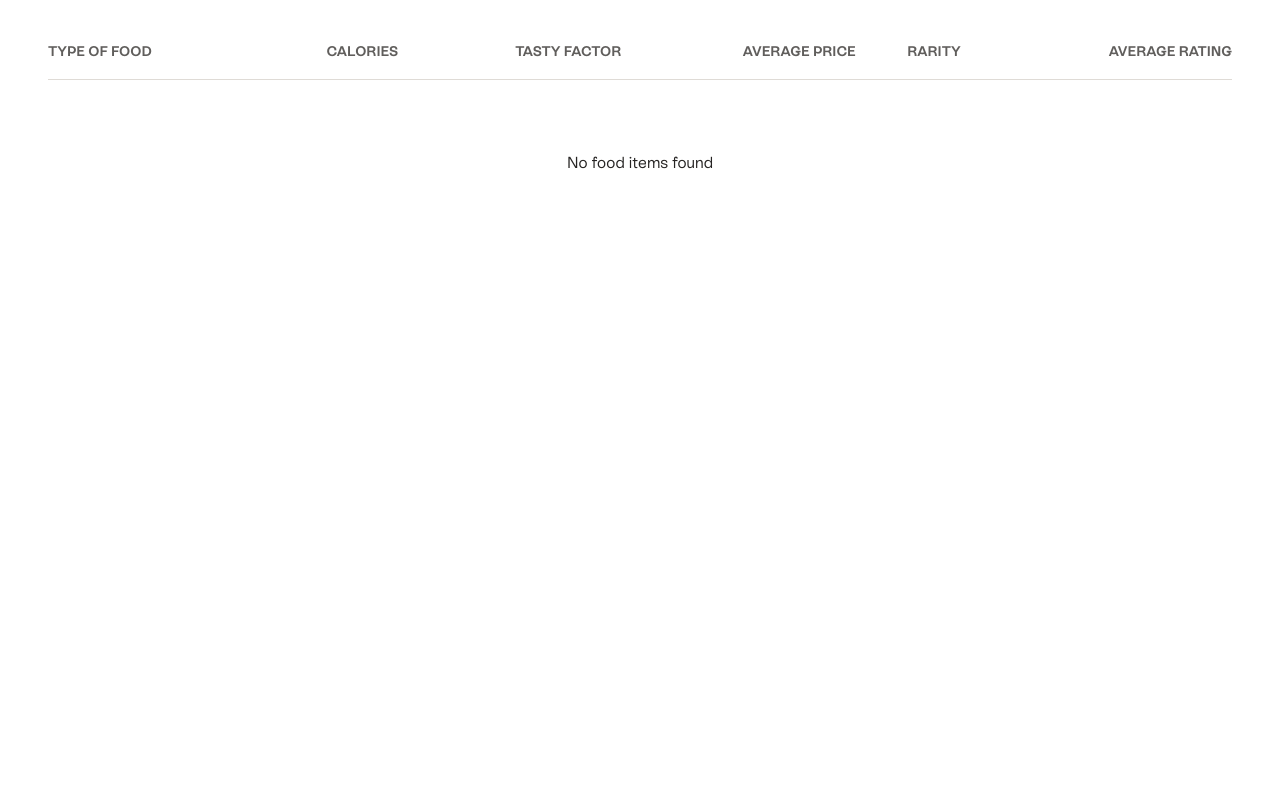 TYPE OF FOOD CALORIES TASTY FACTOR AVERAGE PRICE RARITY AVERAGE RATING
No food items found